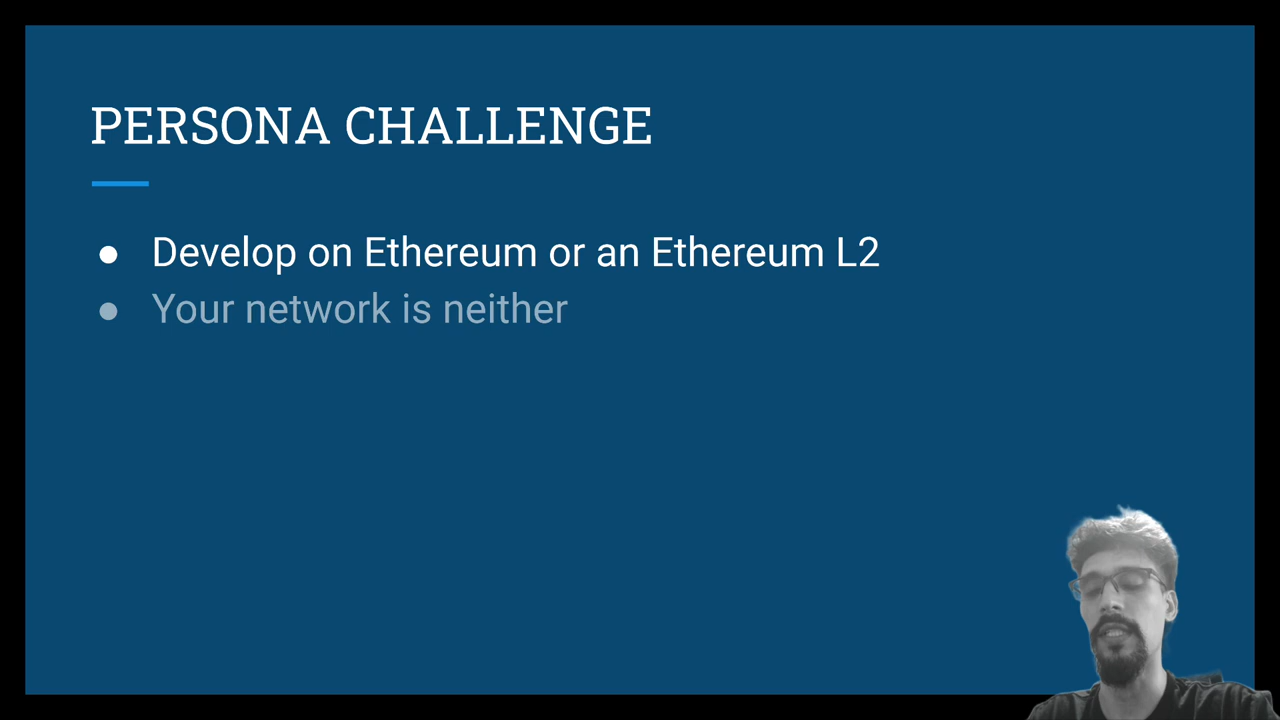 PERSONA CHALLENGE
● Develop on Ethereum or an Ethereum L2
● Your network is neither